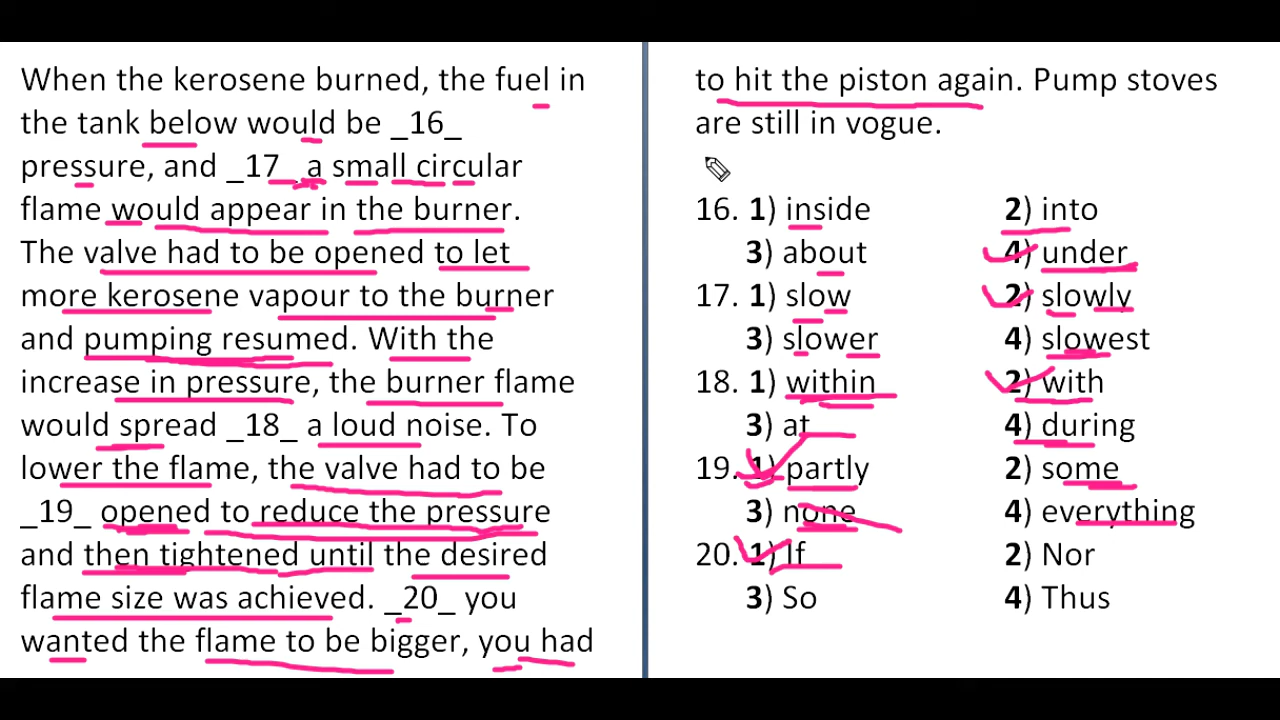 When the kerosene burned, the fuel in
the tank below would be _16_
pressure, and _17_ a small circular
flame would appear in the burner.
The valve had to be opened to let
more kerosene vapour to the burner
and pumping resumed. With the
increase in pressure, the burner flame
would spread _18_ a loud noise. To
lower the flame, the valve had to be
_19_ opened to reduce the pressure
and then tightened until the desired
flame size was achieved. _20_ you
wanted the flame to be bigger, you had
to hit the piston again. Pump stoves
are still in vogue.
16. 1) inside 2) into
3) about 4) under
17. 1) slow 2) slowly
3) slower 4) slowest
18. 1) within 2) with
3) at 4) during
19. 1) partly 2) some
3) none 4) everything
20. 1) If 2) Nor
3) So 4) Thus